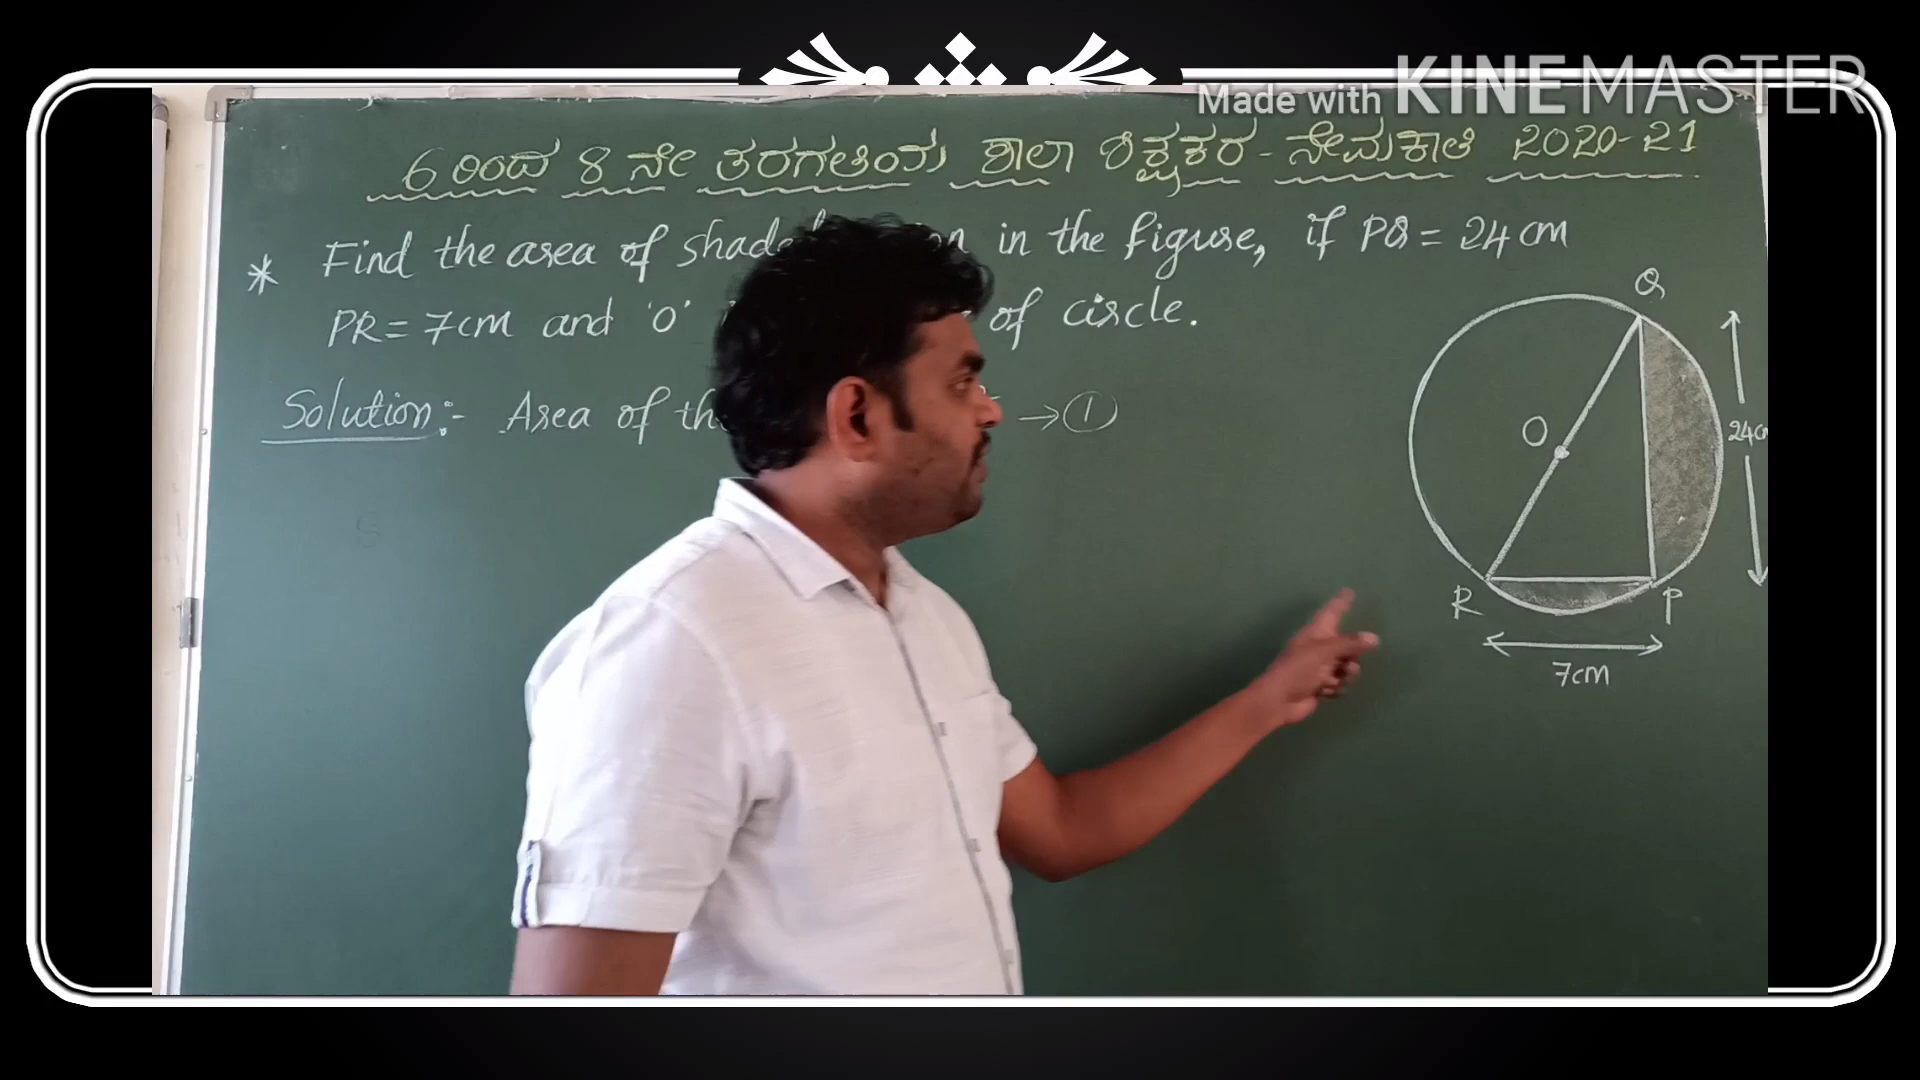 Made with KINEMASTER
6 ರಿಂದ 8 ನೇ ತರಗತಿಯ ಶಾಲಾ ಶಿಕ್ಷಕರ - ನೇಮಕಾತಿ 2020-21
* Find the area of shade n in the figure, if PQ = 24 cm
PR = 7cm and 'O' of circle.
Solution:- Area of th → ①
Q
O
24c
R
P
7cm